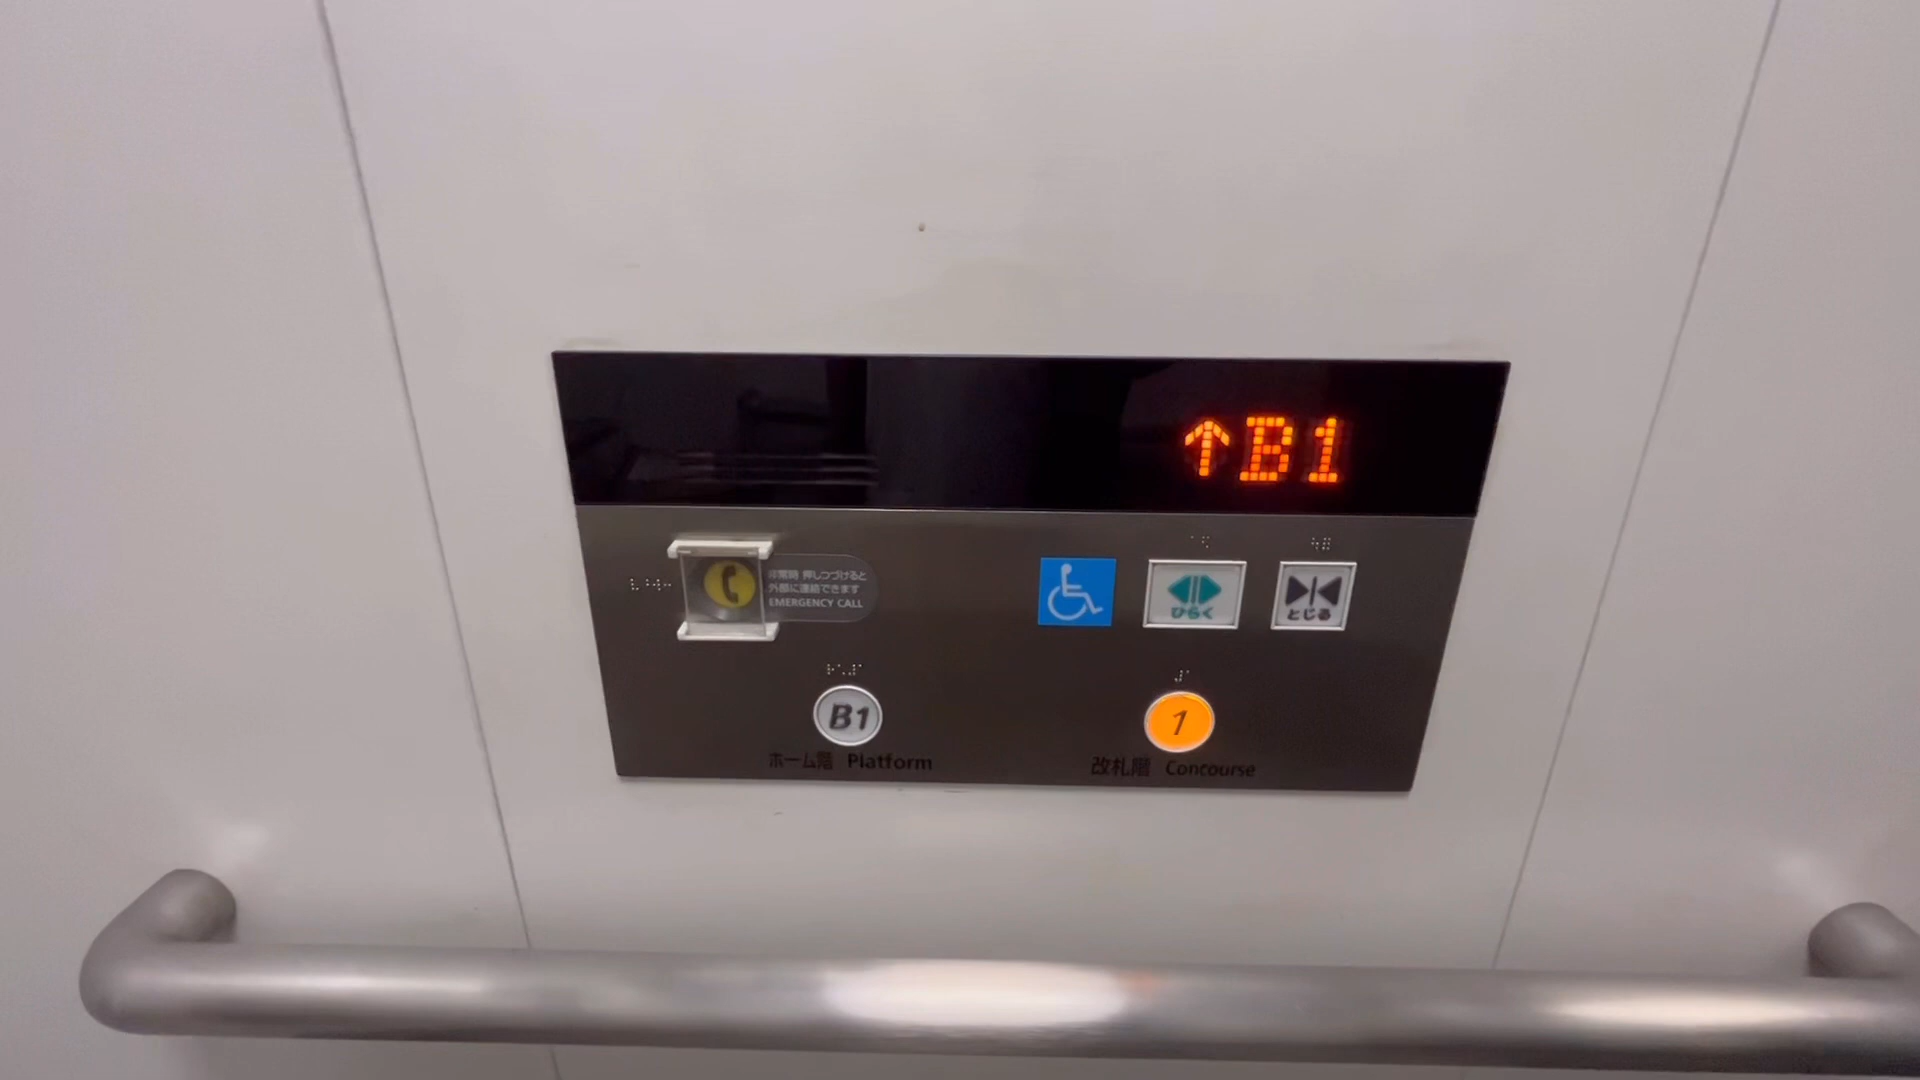 ↑B1
非常時 押しつづけると
外部に連絡できます
EMERGENCY CALL
ひらく
とじる
B1
1
ホーム階 Platform
改札階 Concourse